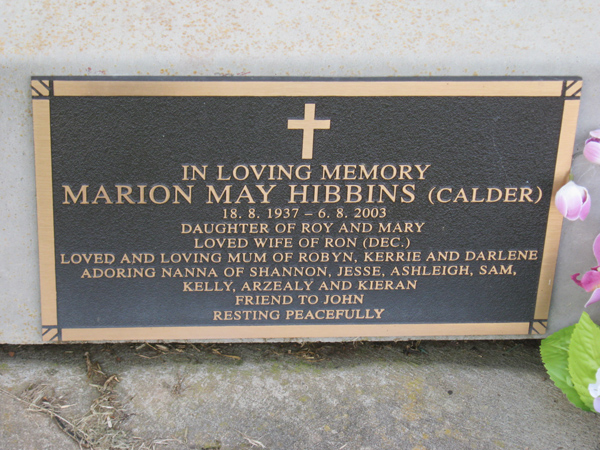 IN LOVING MEMORY
MARION MAY HIBBINS (CALDER)
18. 8. 1937 – 6. 8. 2003
DAUGHTER OF ROY AND MARY
LOVED WIFE OF RON (DEC.)
LOVED AND LOVING MUM OF ROBYN, KERRIE AND DARLENE
ADORING NANNA OF SHANNON, JESSE, ASHLEIGH, SAM,
KELLY, ARZEALY AND KIERAN
FRIEND TO JOHN
RESTING PEACEFULLY